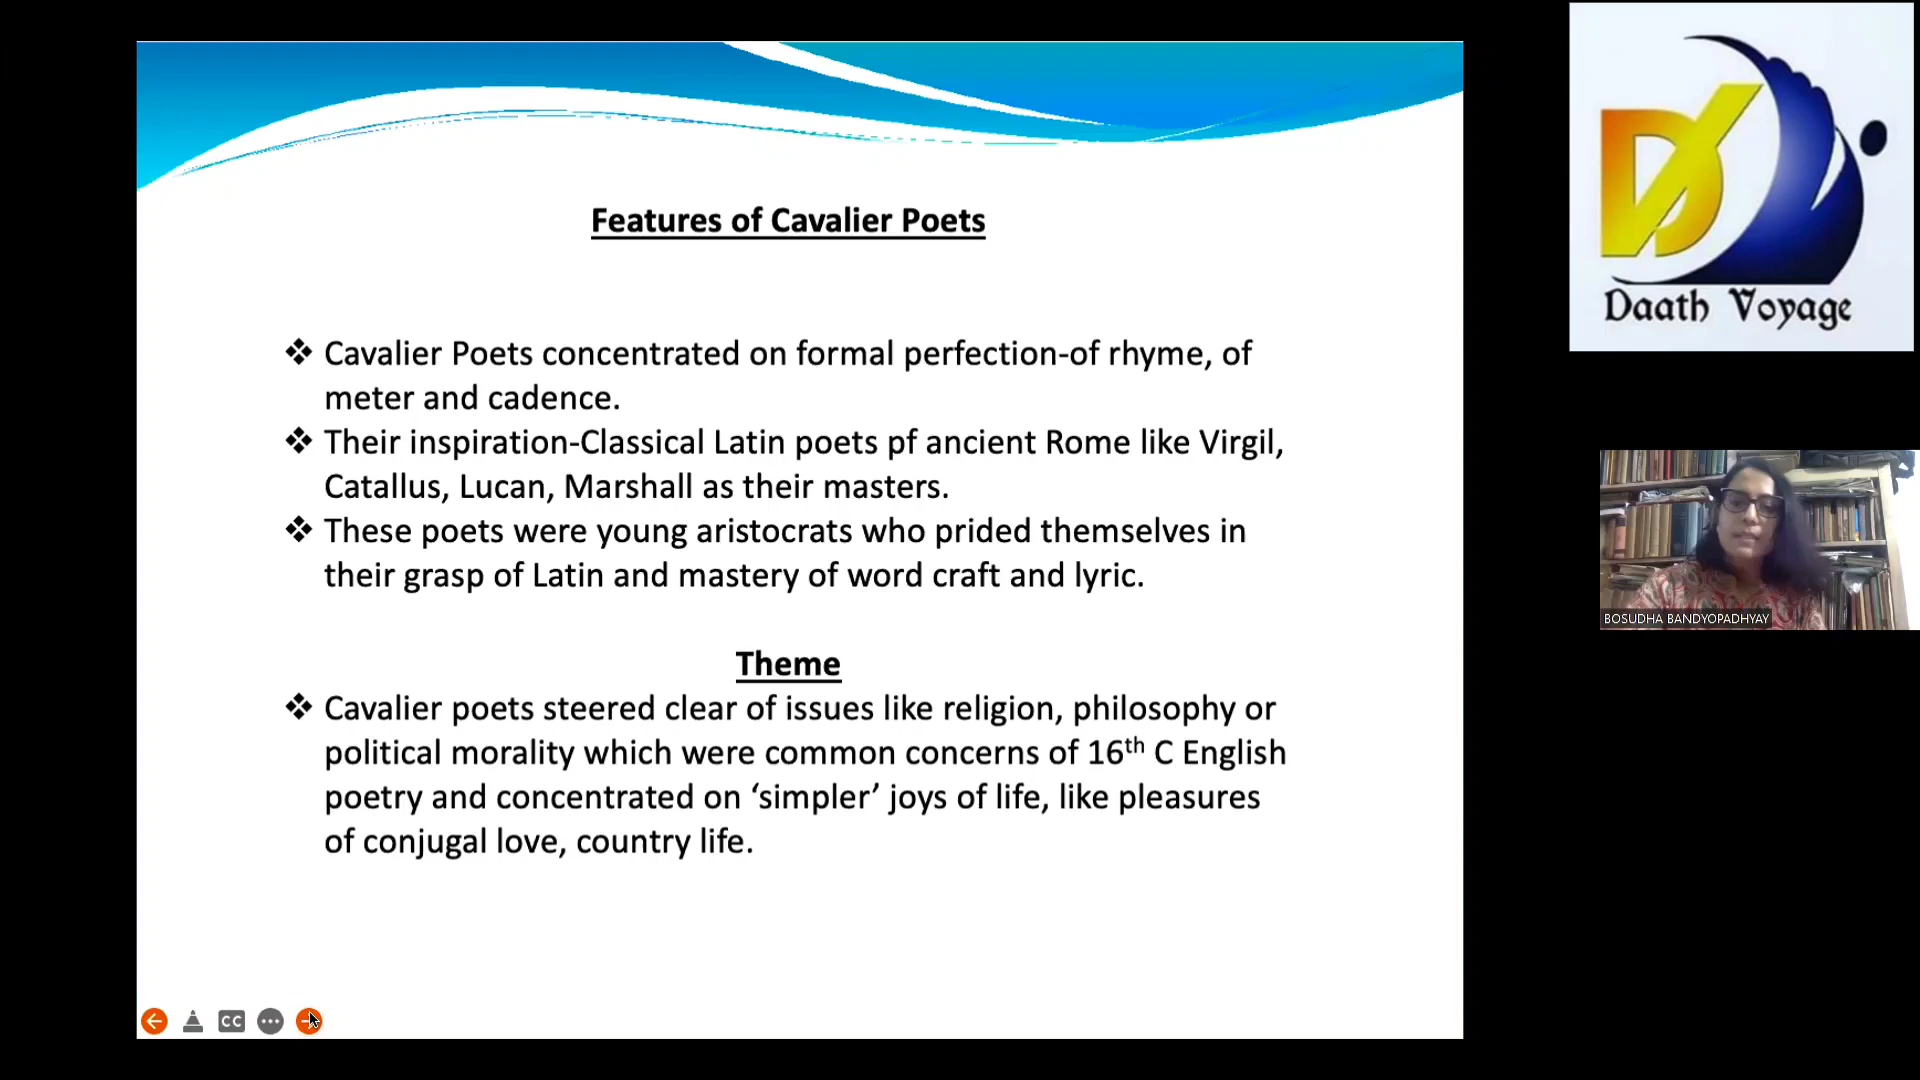 Features of Cavalier Poets
❖ Cavalier Poets concentrated on formal perfection-of rhyme, of
meter and cadence.
❖ Their inspiration-Classical Latin poets pf ancient Rome like Virgil,
Catallus, Lucan, Marshall as their masters.
❖ These poets were young aristocrats who prided themselves in
their grasp of Latin and mastery of word craft and lyric.
Theme
❖ Cavalier poets steered clear of issues like religion, philosophy or
political morality which were common concerns of 16th C English
poetry and concentrated on ‘simpler’ joys of life, like pleasures
of conjugal love, country life.
CC
DV
Daath Voyage
BOSUDHA BANDYOPADHYAY